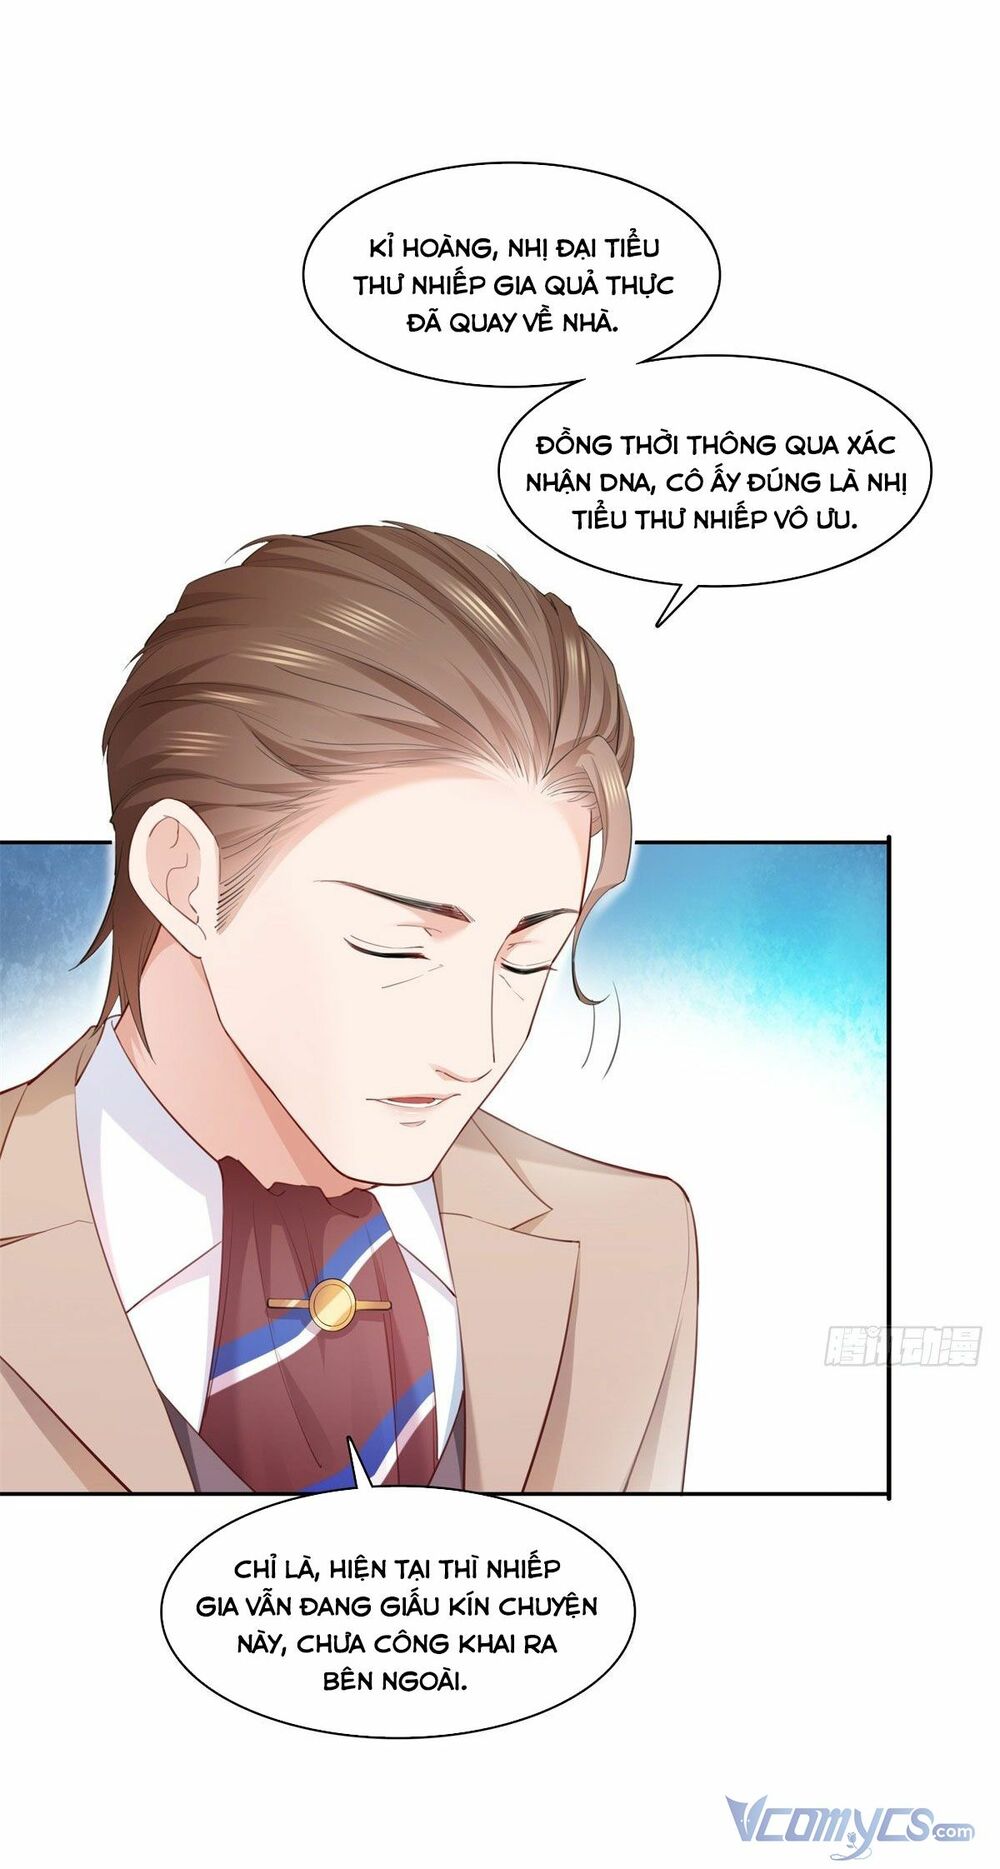 KỈ HOÀNG, NHỊ ĐẠI TIỂU
THƯ NHIẾP GIA QUẢ THỰC
ĐÃ QUAY VỀ NHÀ.
ĐỒNG THỜI THÔNG QUA XÁC
NHẬN DNA, CÔ ẤY ĐÚNG LÀ NHỊ
TIỂU THƯ NHIẾP VÔ ƯU.
腾讯动漫
CHỈ LÀ, HIỆN TẠI THÌ NHIẾP
GIA VẪN ĐANG GIẤU KÍN CHUYỆN
NÀY, CHƯA CÔNG KHAI RA
BÊN NGOÀI.
VCOMYCS.com